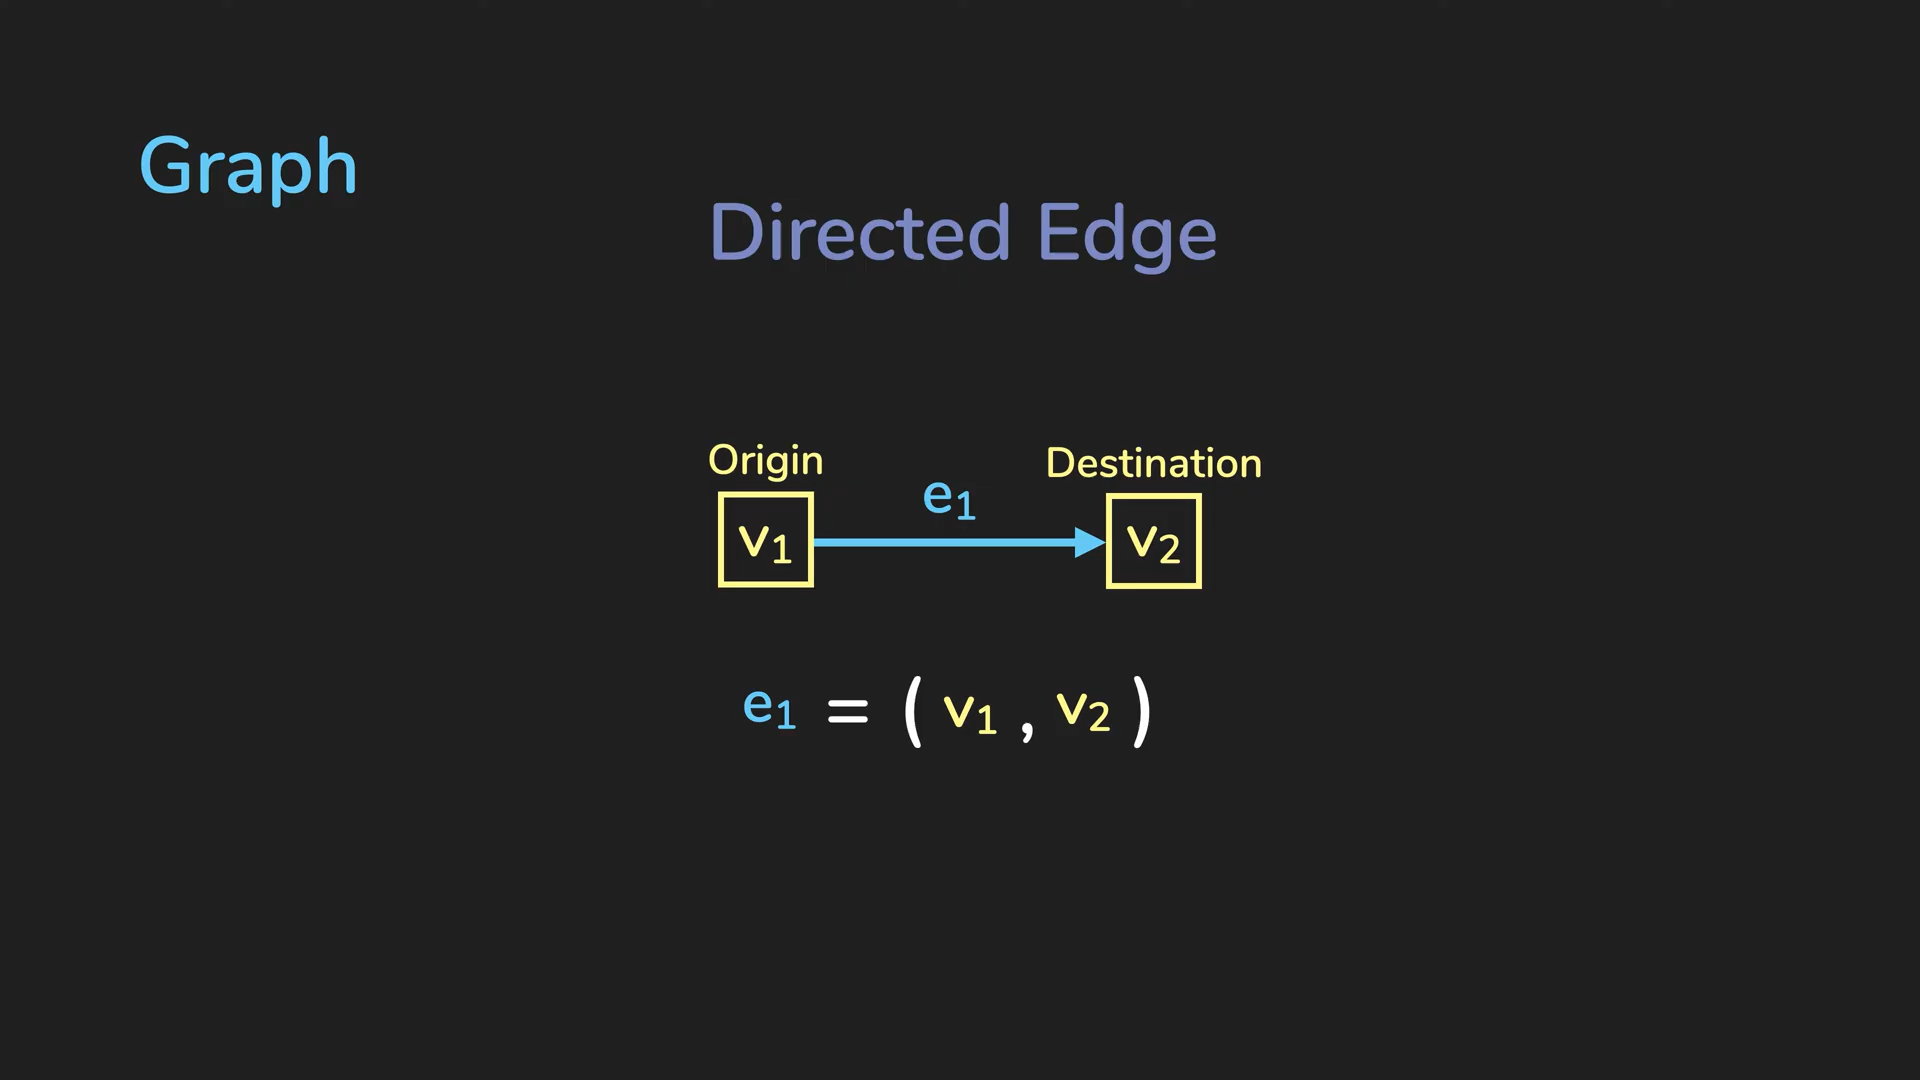 Graph
Directed Edge
Origin
Destination
e₁
v₁
v₂
e₁ = ( v₁ , v₂ )